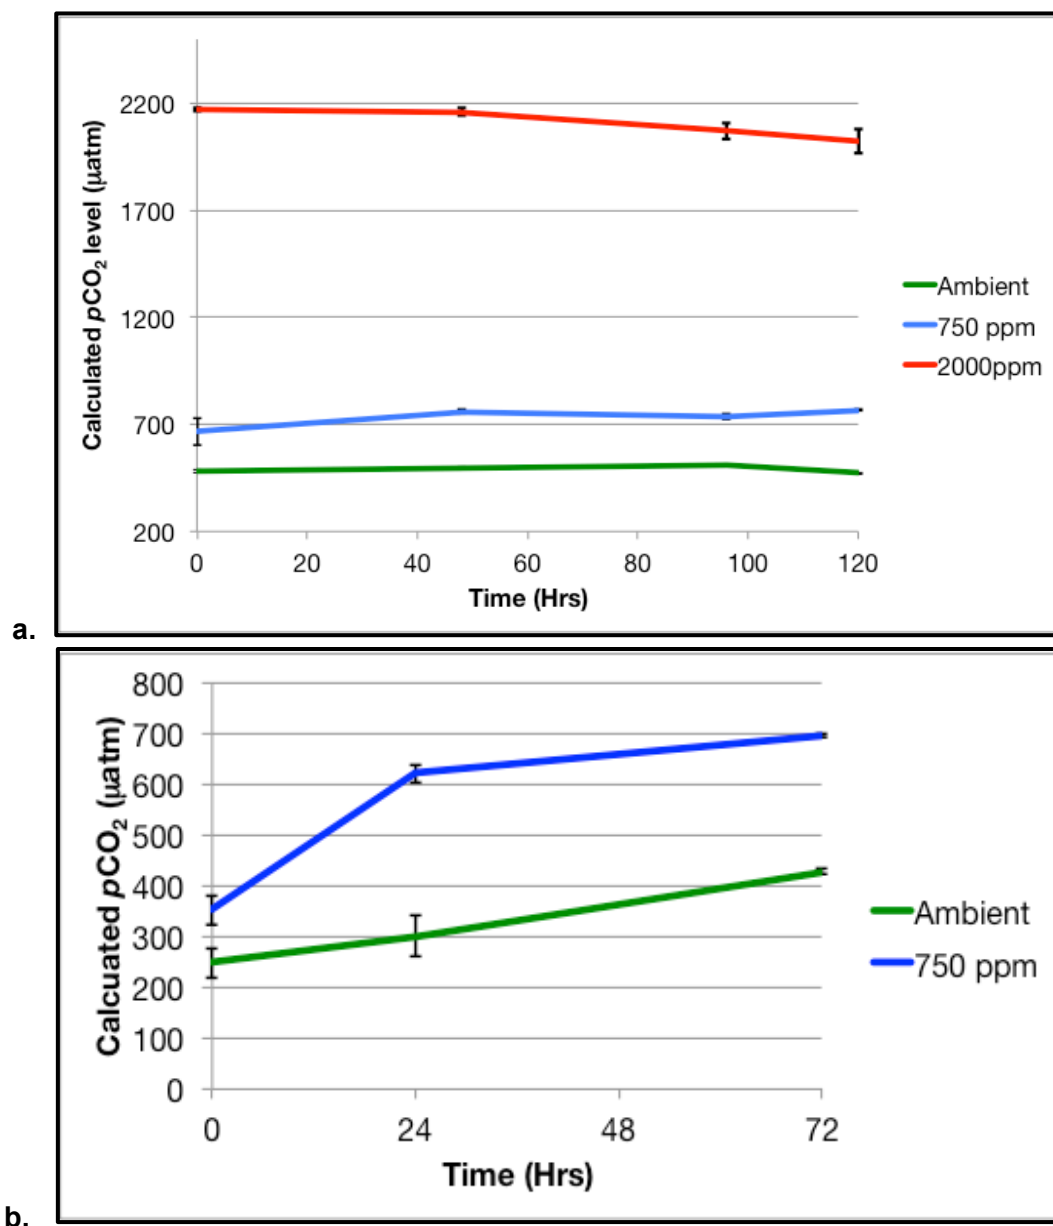 2200
1700
1200
700
200
Calculated pCO₂ level (µatm)
0 20 40 60 80 100 120
Time (Hrs)
Ambient
750 ppm
2000ppm
a.
800
700
600
500
400
300
200
100
0
Calcuated pCO₂ (µatm)
0 24 48 72
Time (Hrs)
Ambient
750 ppm
b.